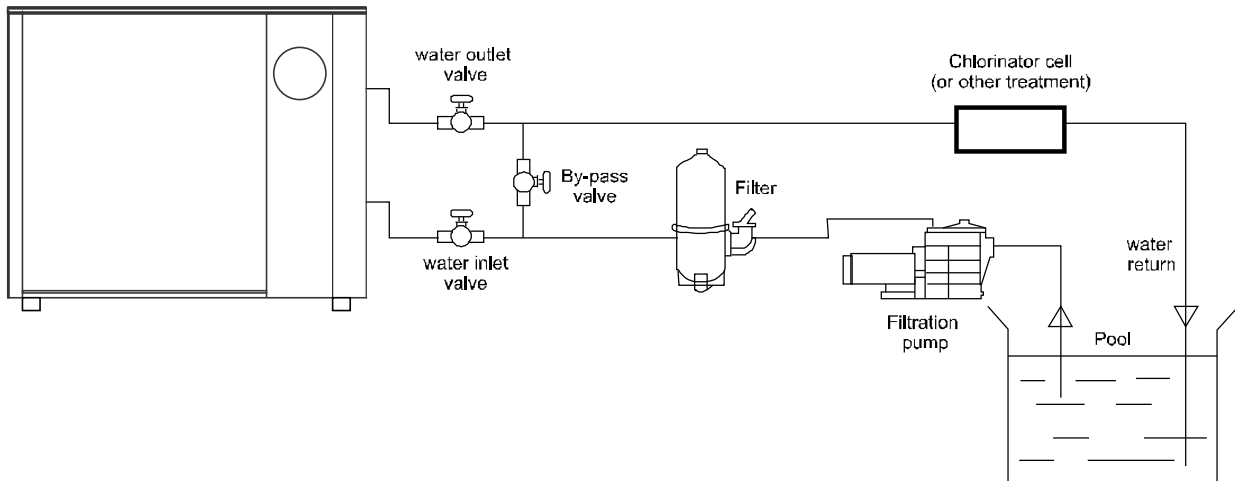 water outlet
valve
Chlorinator cell
(or other treatment)
By-pass
valve
Filter
water inlet
valve
water
return
Filtration
pump
Pool